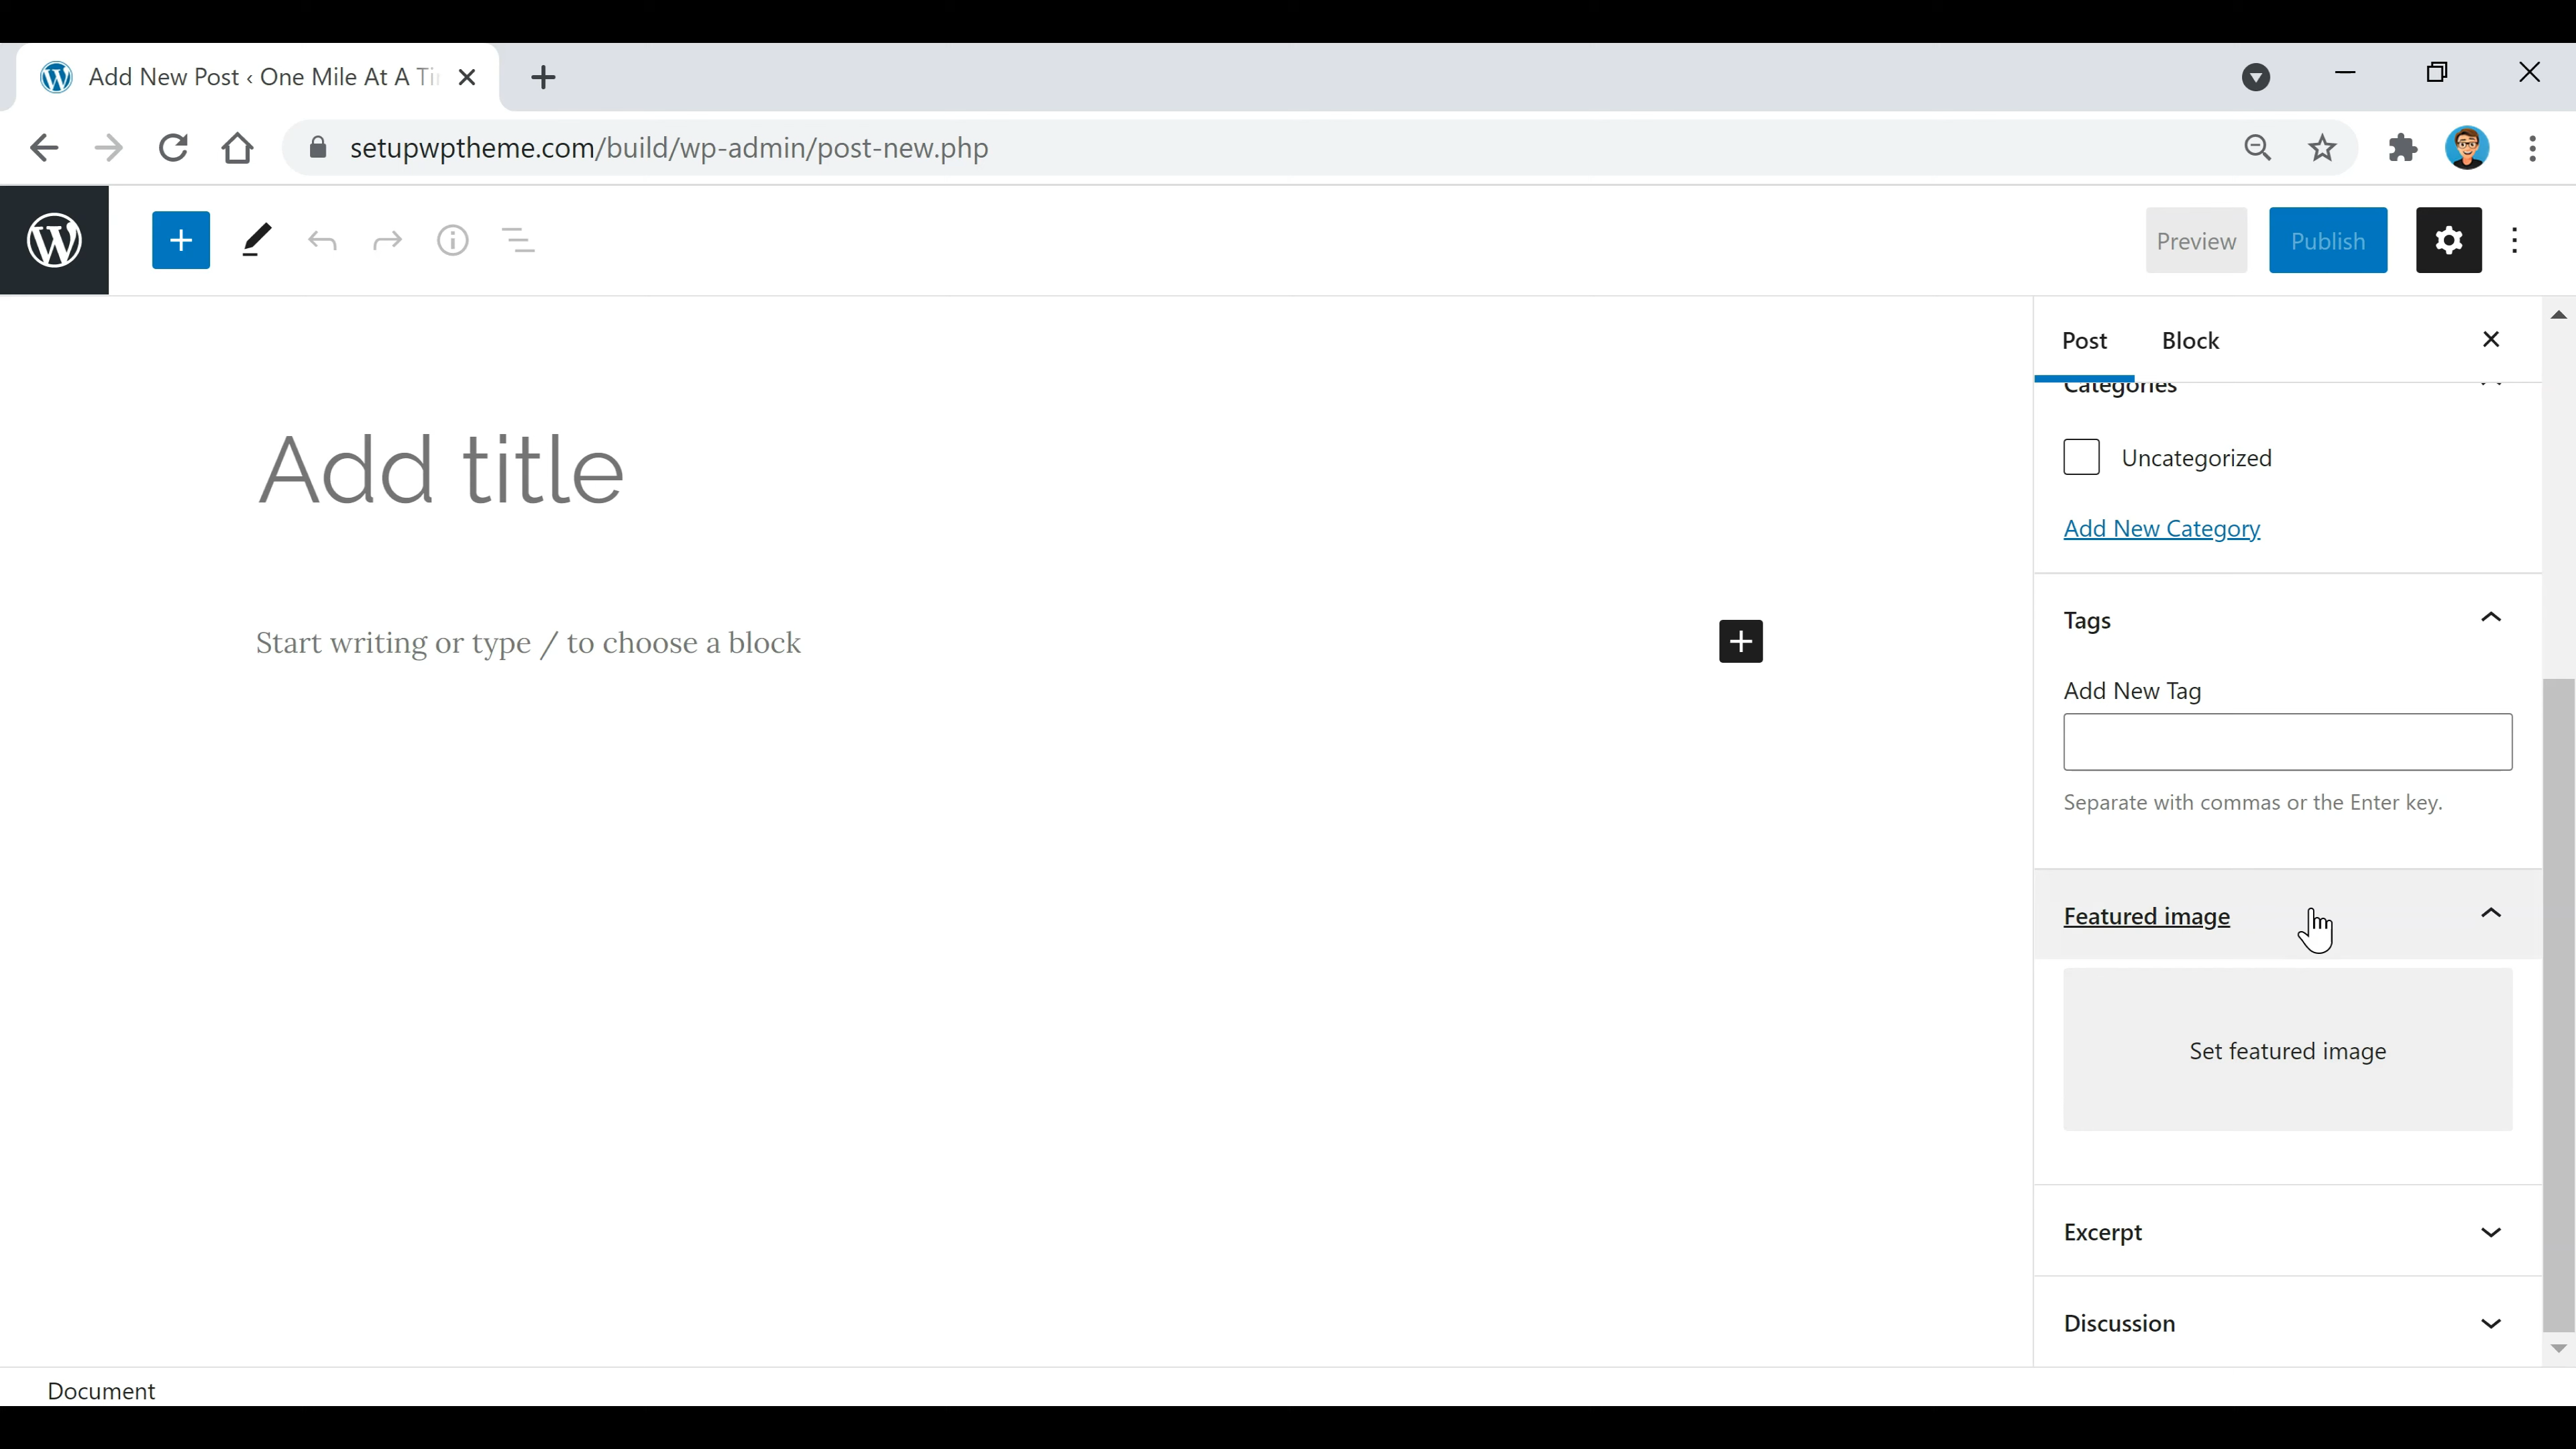 Add New Post ‹ One Mile At A Ti
setupwptheme.com/build/wp-admin/post-new.php
Preview
Publish
Post
Block
Categories
Add title
Uncategorized
Add New Category
Tags
Start writing or type / to choose a block
Add New Tag
Separate with commas or the Enter key.
Featured image
Set featured image
Excerpt
Discussion
Document